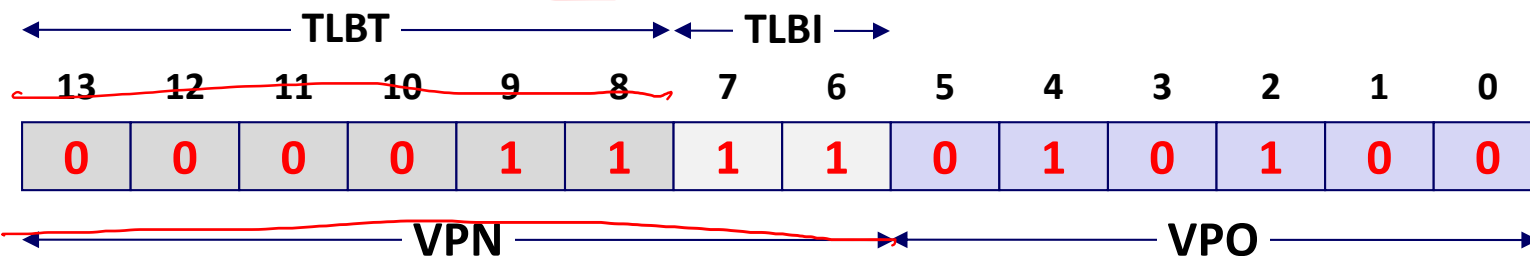 TLBT TLBI
13 12 11 10 9 8 7 6 5 4 3 2 1 0
0 0 0 0 1 1 1 1 0 1 0 1 0 0
VPN VPO